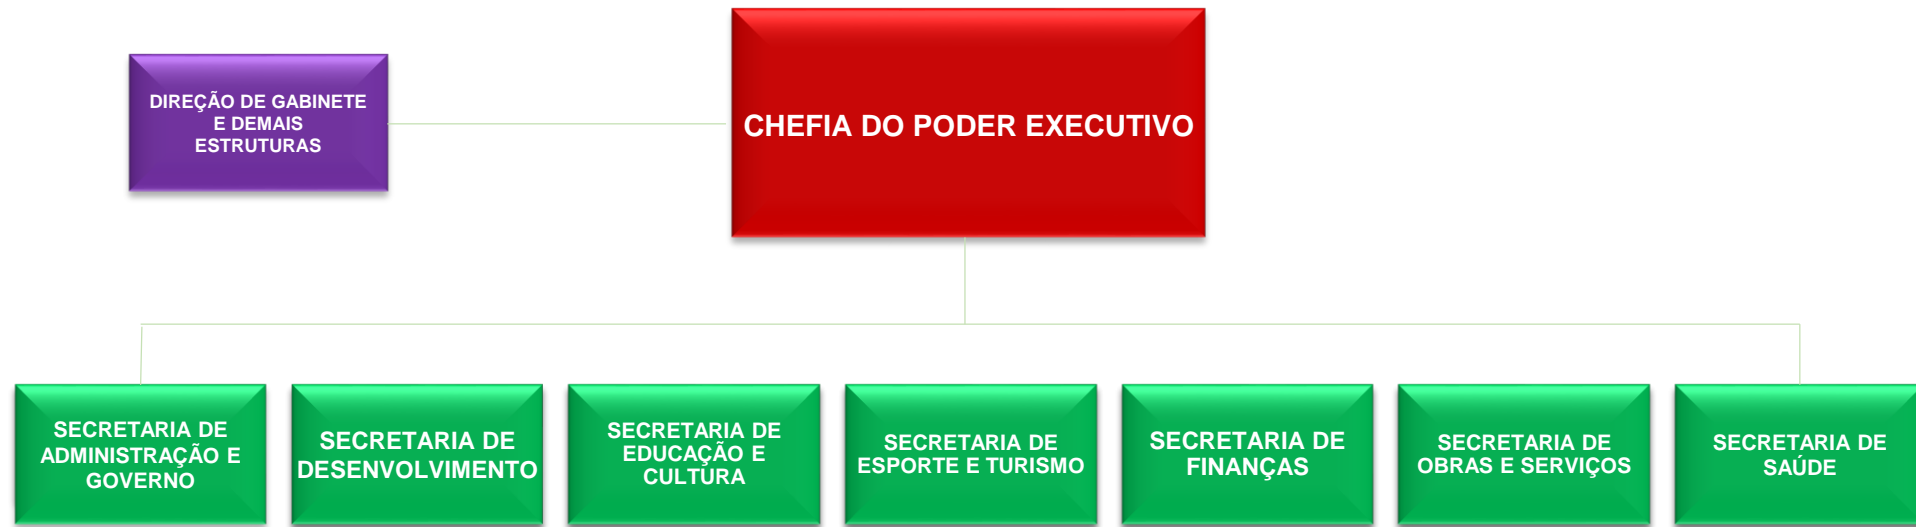 DIREÇÃO DE GABINETE
E DEMAIS
ESTRUTURAS
CHEFIA DO PODER EXECUTIVO
SECRETARIA DE
ADMINISTRAÇÃO E
GOVERNO
SECRETARIA DE
DESENVOLVIMENTO
SECRETARIA DE
EDUCAÇÃO E
CULTURA
SECRETARIA DE
ESPORTE E TURISMO
SECRETARIA DE
FINANÇAS
SECRETARIA DE
OBRAS E SERVIÇOS
SECRETARIA DE
SAÚDE